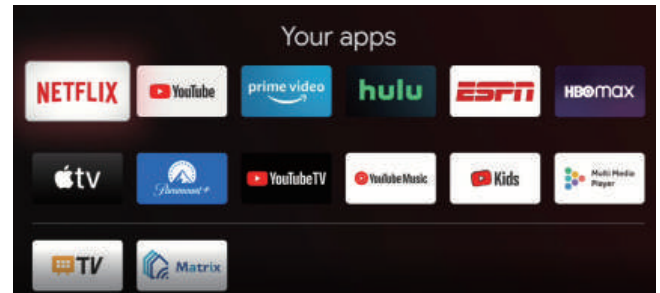 Your apps
NETFLIX
YouTube
prime video
hulu
ESPN
HBOmax
tv
Paramount+
YouTubeTV
YouTube Music
Kids
Multi Media
Player
TV
Matrix